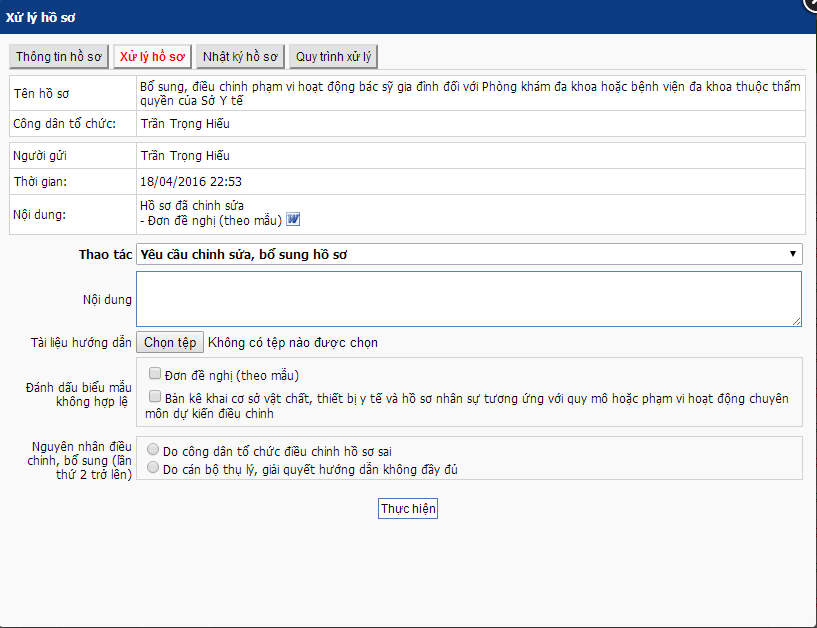 Xử lý hồ sơ
Thông tin hồ sơ
Xử lý hồ sơ
Nhật ký hồ sơ
Quy trình xử lý
Tên hồ sơ
Bổ sung, điều chỉnh phạm vi hoạt động bác sỹ gia đình đối với Phòng khám đa khoa hoặc bệnh viện đa khoa thuộc thẩm
quyền của Sở Y tế
Công dân tổ chức:
Trần Trọng Hiếu
Người gửi
Trần Trọng Hiếu
Thời gian:
18/04/2016 22:53
Nội dung:
Hồ sơ đã chỉnh sửa
- Đơn đề nghị (theo mẫu)
Thao tác
Yêu cầu chỉnh sửa, bổ sung hồ sơ
Nội dung
Tài liệu hướng dẫn
Chọn tệp
Không có tệp nào được chọn
Đánh dấu biểu mẫu
không hợp lệ
Đơn đề nghị (theo mẫu)
Bản kê khai cơ sở vật chất, thiết bị y tế và hồ sơ nhân sự tương ứng với quy mô hoặc phạm vi hoạt động chuyên
môn dự kiến điều chỉnh
Nguyên nhân điều
chỉnh, bổ sung (lần
thứ 2 trở lên)
Do công dân tổ chức điều chỉnh hồ sơ sai
Do cán bộ thụ lý, giải quyết hướng dẫn không đầy đủ
Thực hiện